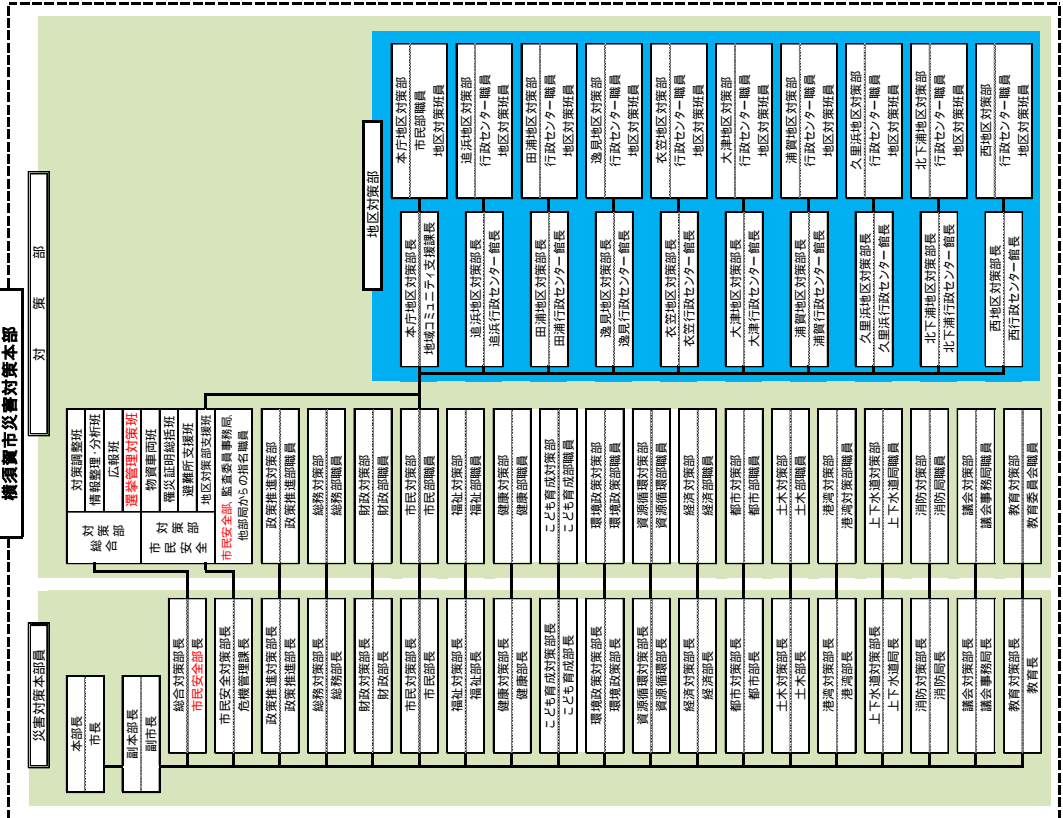 横須賀市災害対策本部
災害対策本部員
本部長
市長
副本部長
副市長
総合対策部長
市民安全部長
市民安全対策部長
危機管理課長
政策推進対策部長
政策推進部長
総務対策部長
総務部長
財政対策部長
財政部長
市民対策部長
市民部長
福祉対策部長
福祉部長
健康対策部長
健康部長
こども育成対策部長
こども育成部長
環境政策対策部長
環境政策部長
資源循環対策部長
資源循環部長
経済対策部長
経済部長
都市対策部長
都市部長
土木対策部長
土木部長
港湾対策部長
港湾部長
上下水道対策部長
上下水道局長
消防対策部長
消防局長
議会対策部長
議会事務局長
教育対策部長
教育長
対 策 部
総合
対策部
対策調整班
情報整理・分析班
広報班
選挙管理対策班
市民安全
対策部
物資車両班
罹災証明総括班
避難所支援班
地区対策部支援班
市民安全部、監査委員事務局、
他部局からの指名職員
政策推進対策部
政策推進部職員
総務対策部
総務部職員
財政対策部
財政部職員
市民対策部
市民部職員
福祉対策部
福祉部職員
健康対策部
健康部職員
こども育成対策部
こども育成部職員
環境政策対策部
環境政策部職員
資源循環対策部
資源循環部職員
経済対策部
経済部職員
都市対策部
都市部職員
土木対策部
土木部職員
港湾対策部
港湾対策部職員
上下水道対策部
上下水道局職員
消防対策部
消防局職員
議会対策部
議会事務局職員
教育対策部
教育委員会職員
地区対策部
本庁地区対策部長
地域コミュニティ支援課長
本庁地区対策部
市民部職員
地区対策班員
追浜地区対策部長
追浜行政センター館長
追浜地区対策部
行政センター職員
地区対策班員
田浦地区対策部長
田浦行政センター館長
田浦地区対策部
行政センター職員
地区対策班員
逸見地区対策部長
逸見行政センター館長
逸見地区対策部
行政センター職員
地区対策班員
衣笠地区対策部長
衣笠行政センター館長
衣笠地区対策部
行政センター職員
地区対策班員
大津地区対策部長
大津行政センター館長
大津地区対策部
行政センター職員
地区対策班員
浦賀地区対策部長
浦賀行政センター館長
浦賀地区対策部
行政センター職員
地区対策班員
久里浜地区対策部長
久里浜行政センター館長
久里浜地区対策部
行政センター職員
地区対策班員
北下浦地区対策部長
北下浦行政センター館長
北下浦地区対策部
行政センター職員
地区対策班員
西地区対策部長
西行政センター館長
西地区対策部
行政センター職員
地区対策班員